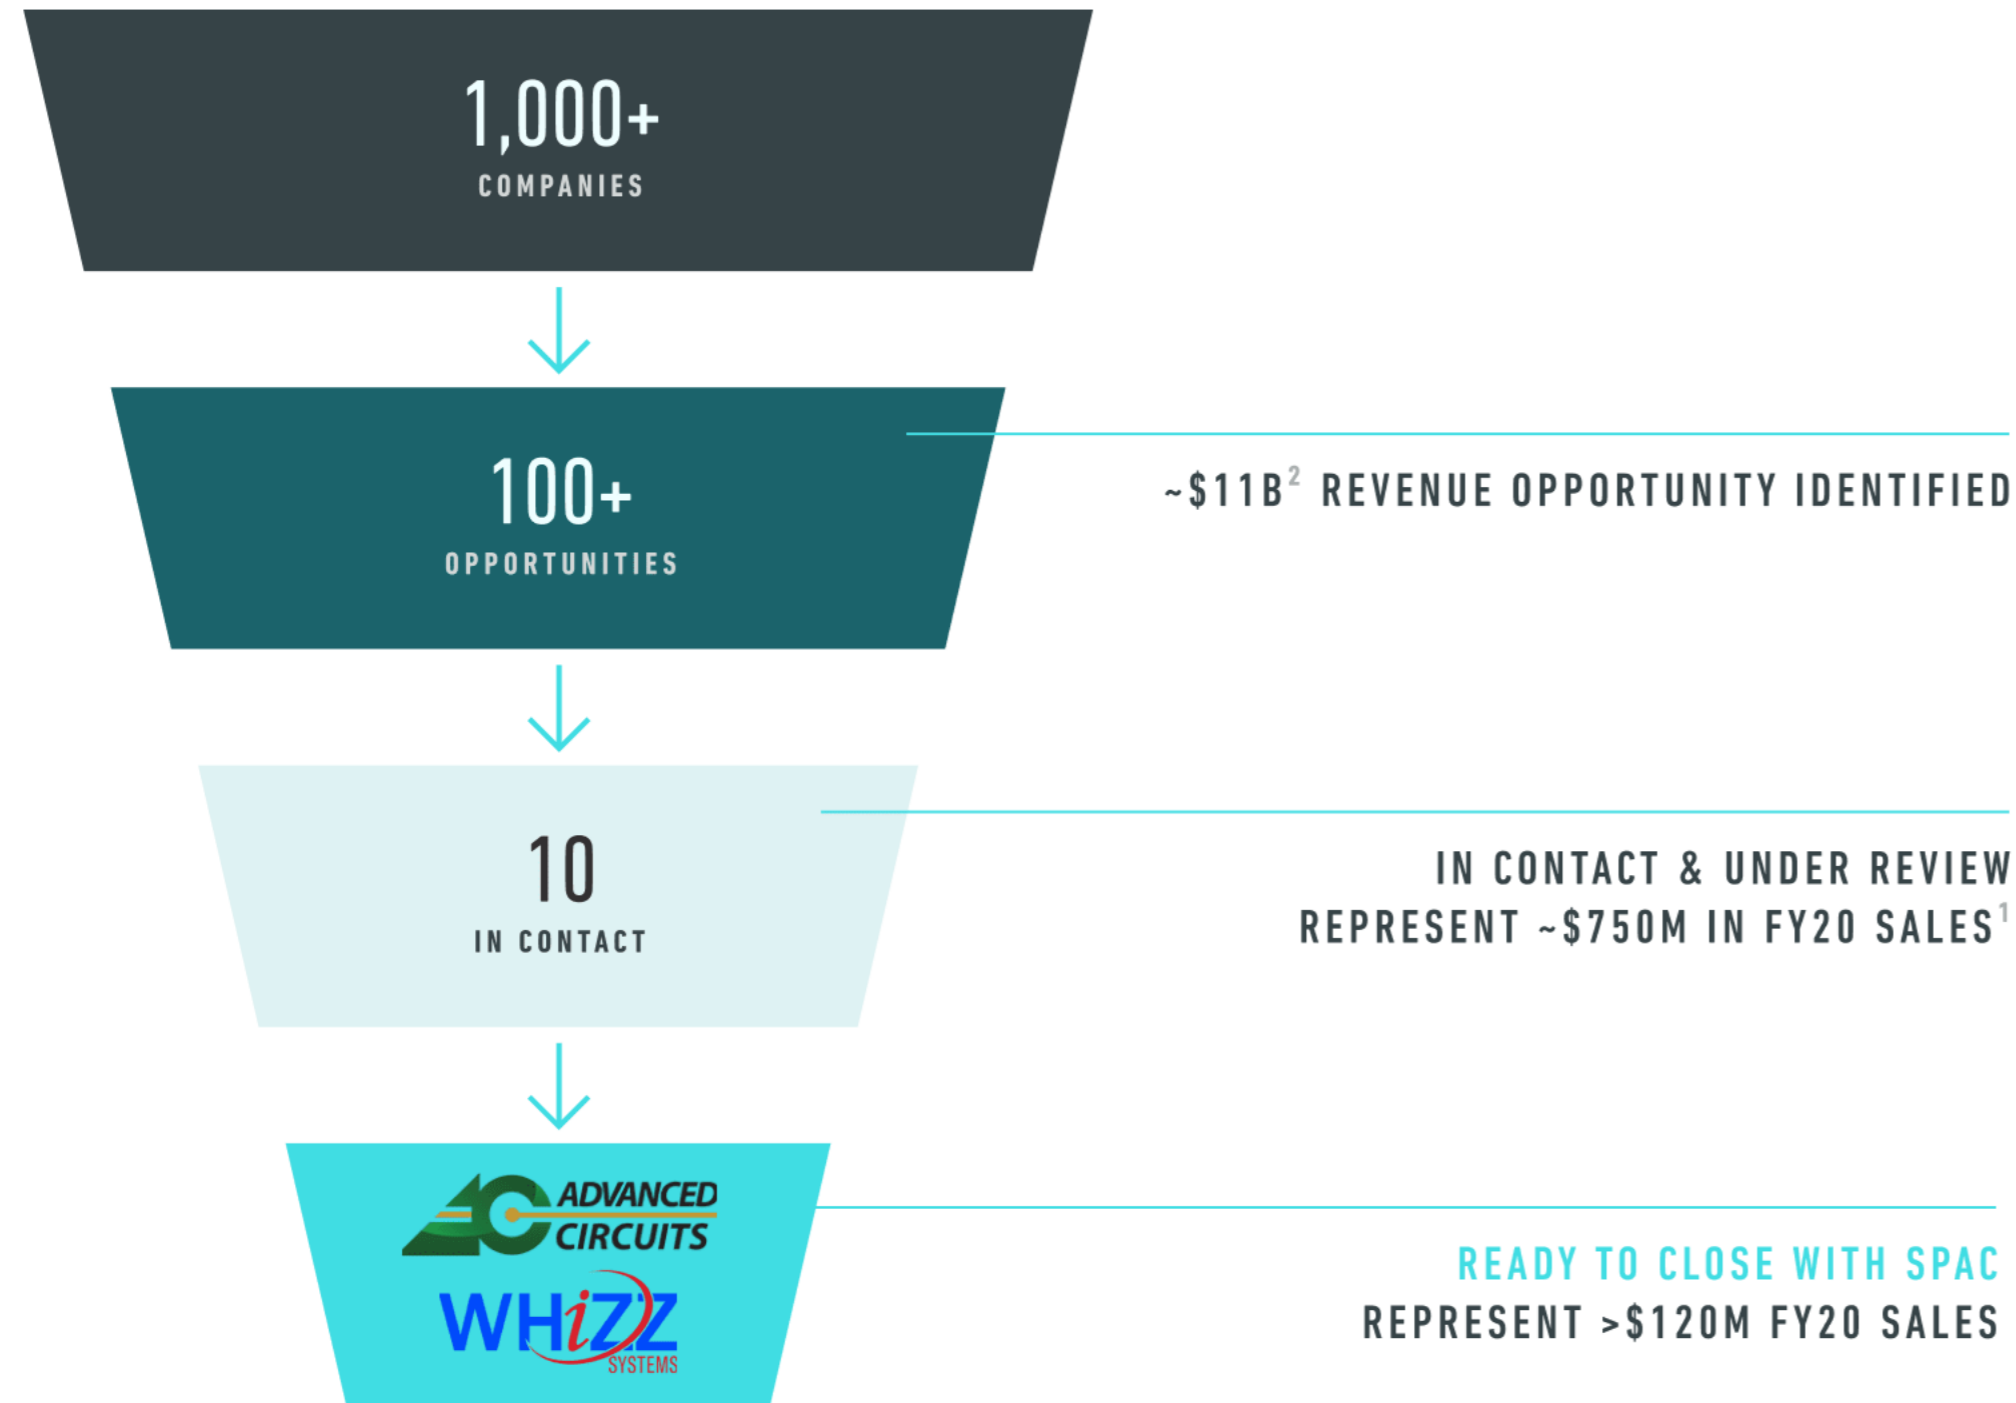 1,000+
COMPANIES
100+
OPPORTUNITIES
~$11B² REVENUE OPPORTUNITY IDENTIFIED
10
IN CONTACT
IN CONTACT & UNDER REVIEW
REPRESENT ~$750M IN FY20 SALES¹
AC ADVANCED
CIRCUITS
WHiZZ
SYSTEMS
READY TO CLOSE WITH SPAC
REPRESENT >$120M FY20 SALES